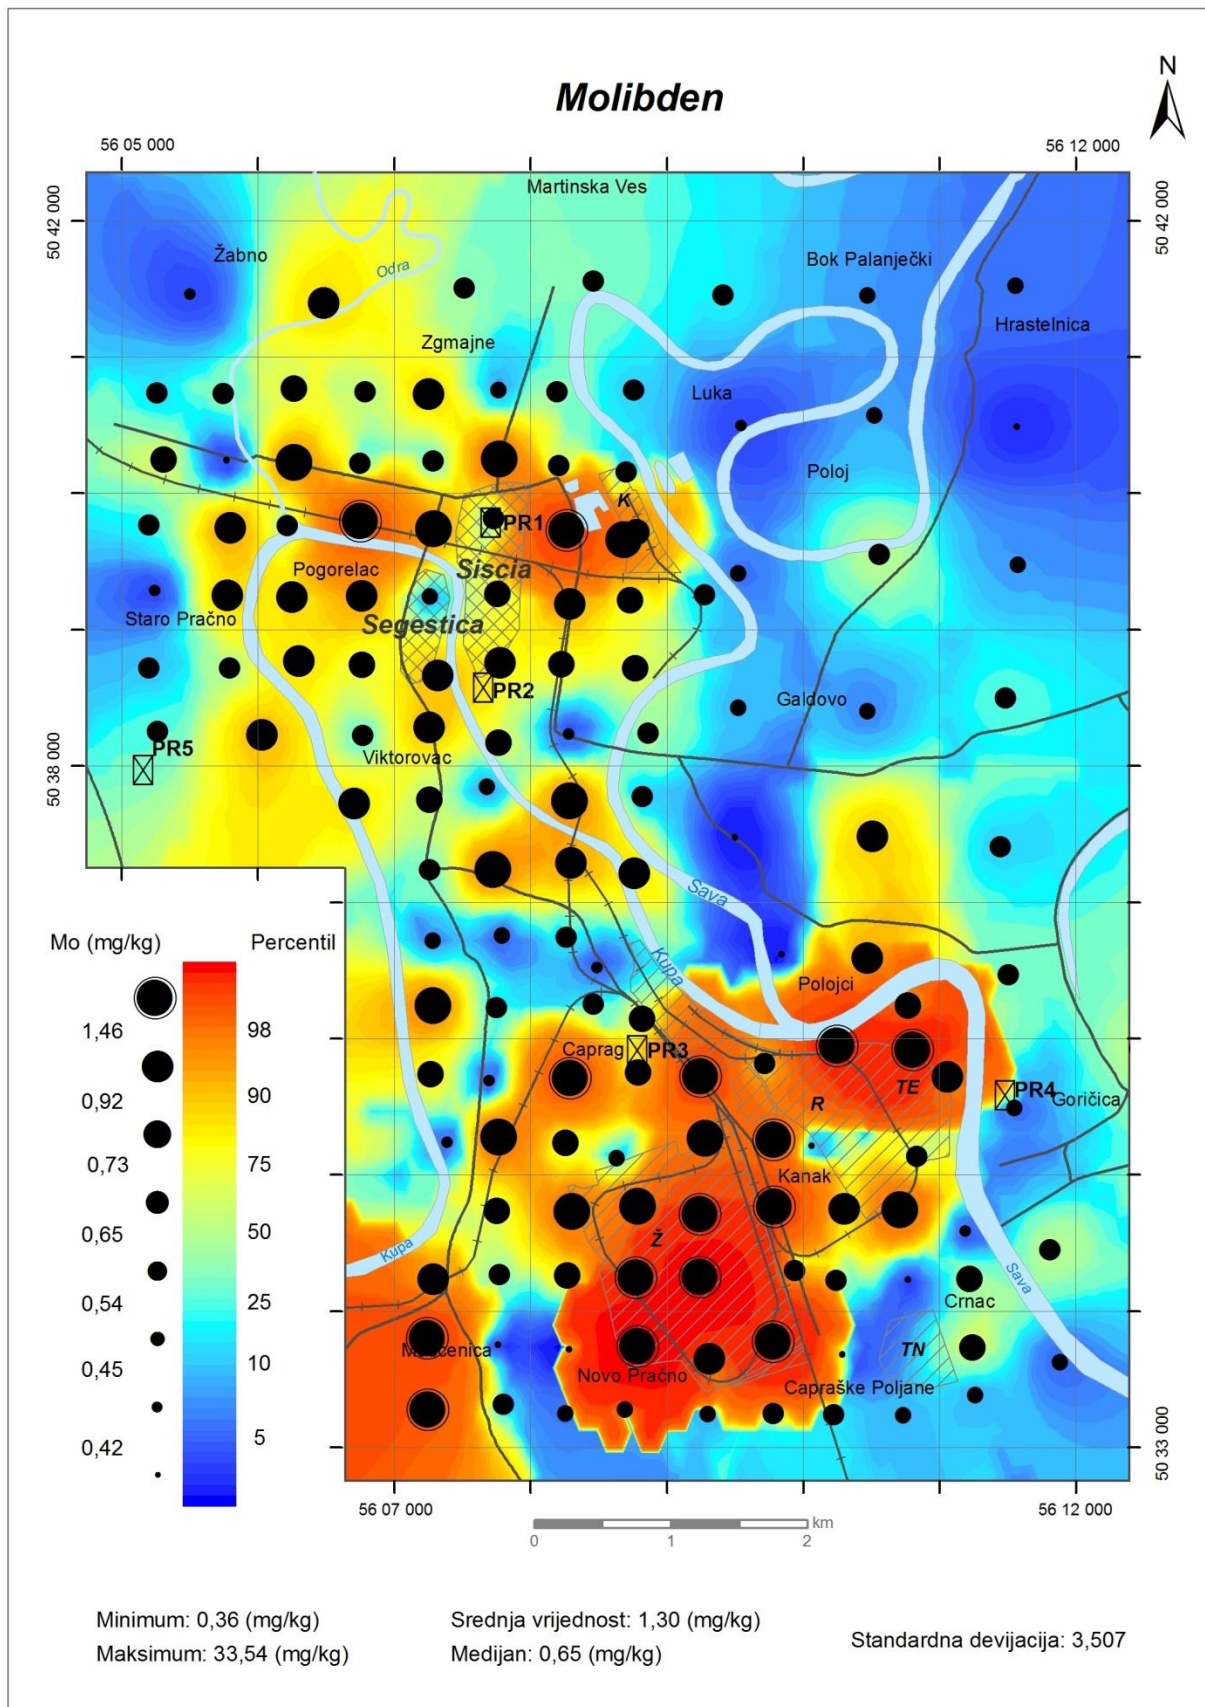 Molibden
N
56 05 000
56 12 000
50 42 000
50 42 000
Martinska Ves
Žabno
Odra
Bok Palanječki
Hrastelnica
Zgmajne
Luka
Poloj
K
PR1
Siscia
Pogorelac
Segestica
Staro Pračno
PR2
Galdovo
PR5
Viktorovac
50 38 000
Sava
Kupa
Mo (mg/kg)
Percentil
1,46
98
0,92
90
0,73
75
0,65
50
0,54
25
0,45
10
0,42
5
Polojci
Caprag
PR3
TE
R
PR4
Goričica
Kanak
Ž
Kupa
Sava
Crnac
TN
Novo Pračno
Capraške Poljane
50 33 000
56 07 000
56 12 000
km
0
1
2
Minimum: 0,36 (mg/kg)
Srednja vrijednost: 1,30 (mg/kg)
Maksimum: 33,54 (mg/kg)
Medijan: 0,65 (mg/kg)
Standardna devijacija: 3,507